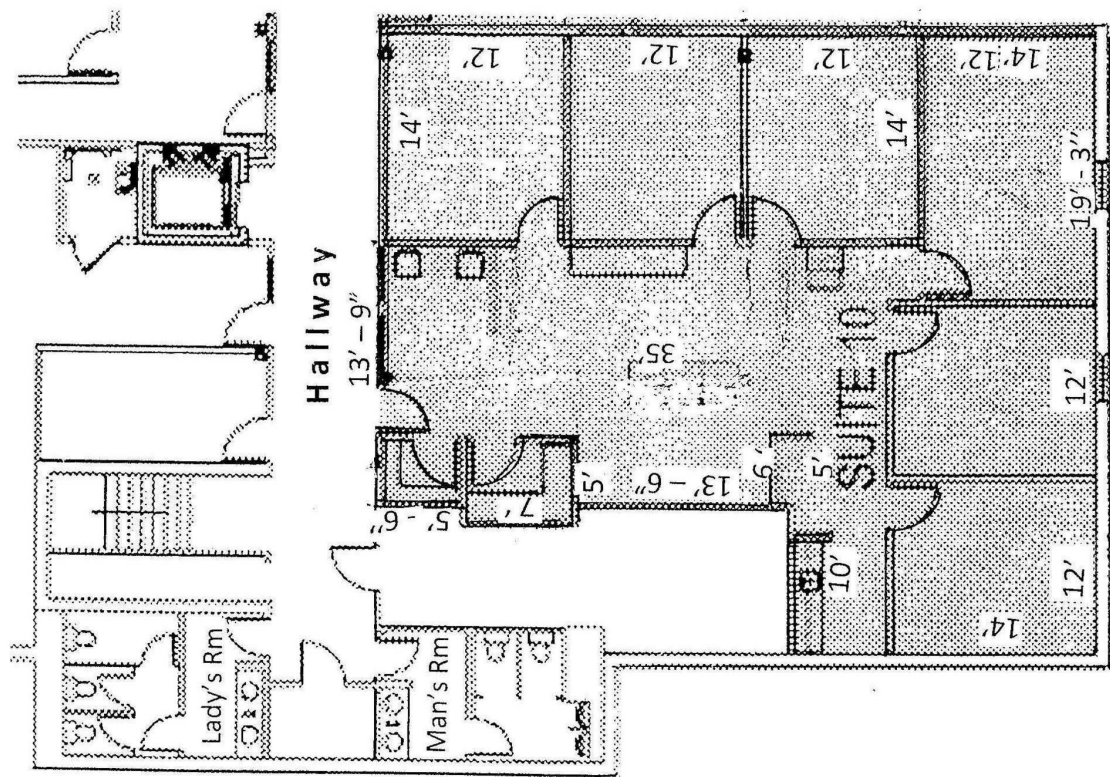 12'
12'
12'
14'12'
14'
14'
19' - 3"
Hallway
13' – 9"
35'
SUITE 10
12'
5' - 6"
7'
5'
13' – 6"
6'
5'
10'
12'
14'
Lady's Rm
Man's Rm